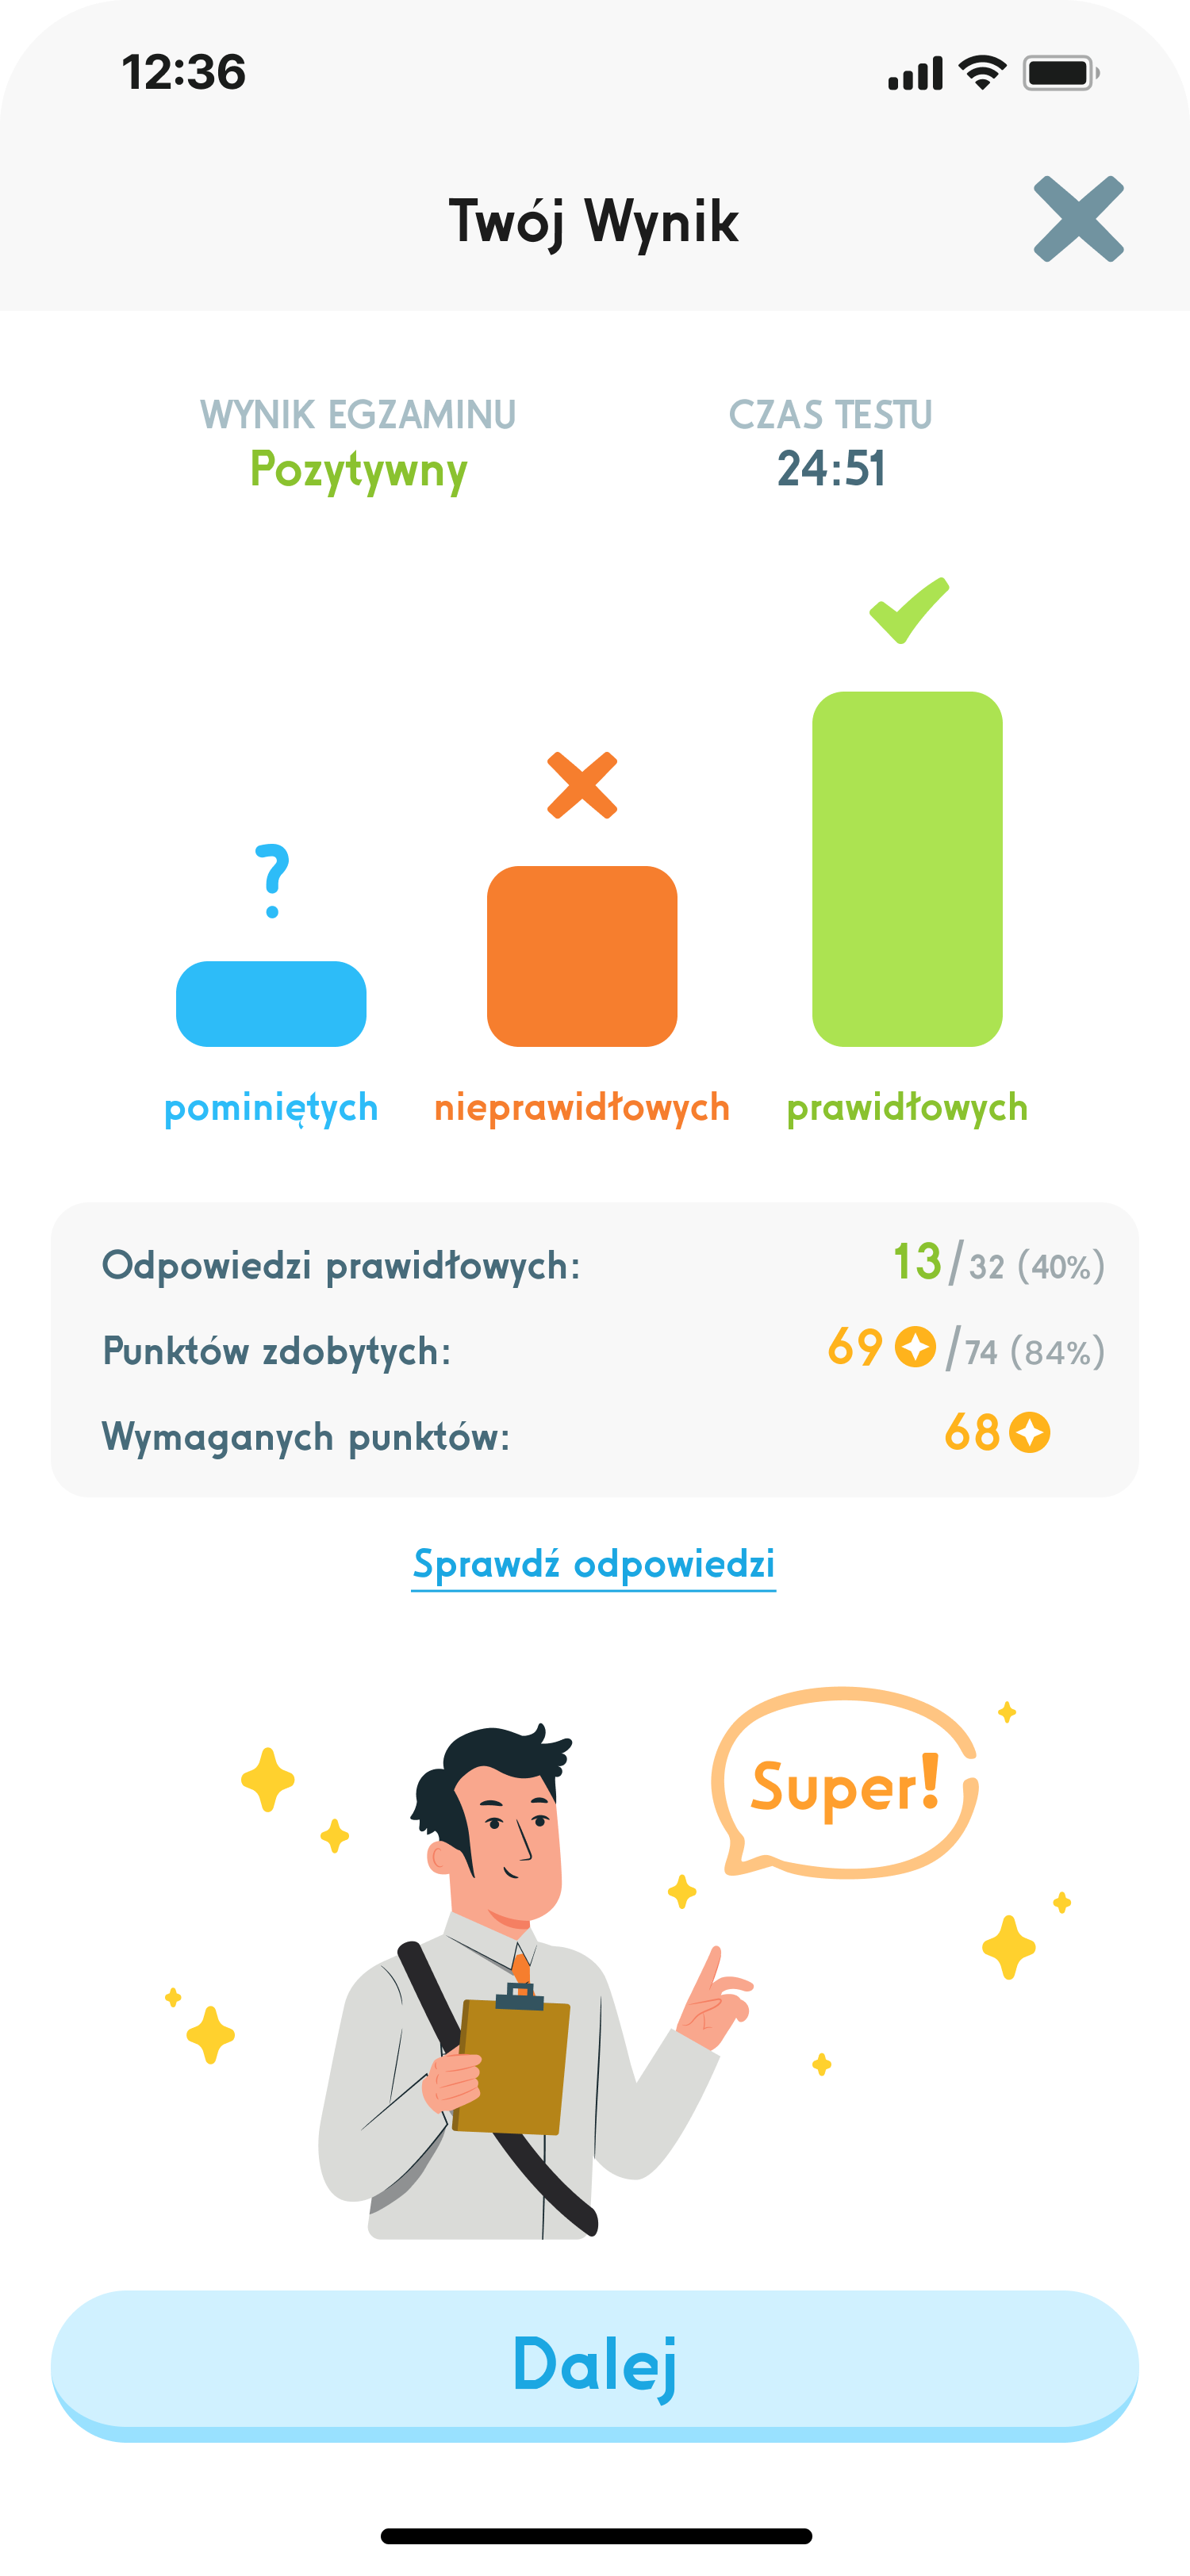 12:36
Twój Wynik
WYNIK EGZAMINU
Pozytywny
CZAS TESTU
24:51
?
pominiętych
nieprawidłowych
prawidłowych
Odpowiedzi prawidłowych: 13/32 (40%)
Punktów zdobytych: 69 /74 (84%)
Wymaganych punktów: 68
Sprawdź odpowiedzi
Super!
Dalej